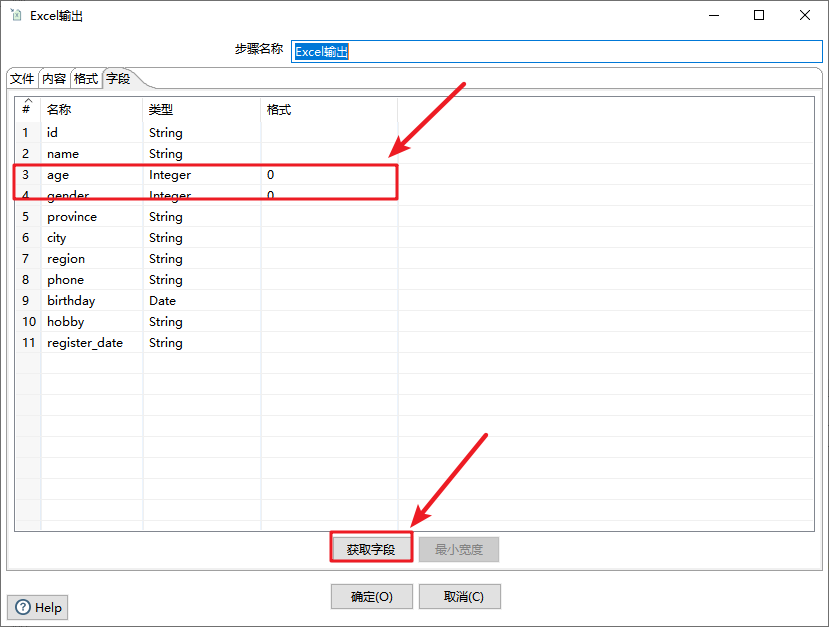 Excel输出
步骤名称 Excel输出
文件 内容 格式 字段
# 名称 类型 格式
1 id String
2 name String
3 age Integer 0
4 gender Integer 0
5 province String
6 city String
7 region String
8 phone String
9 birthday Date
10 hobby String
11 register_date String
获取字段 最小宽度
确定(O) 取消(C)
? Help